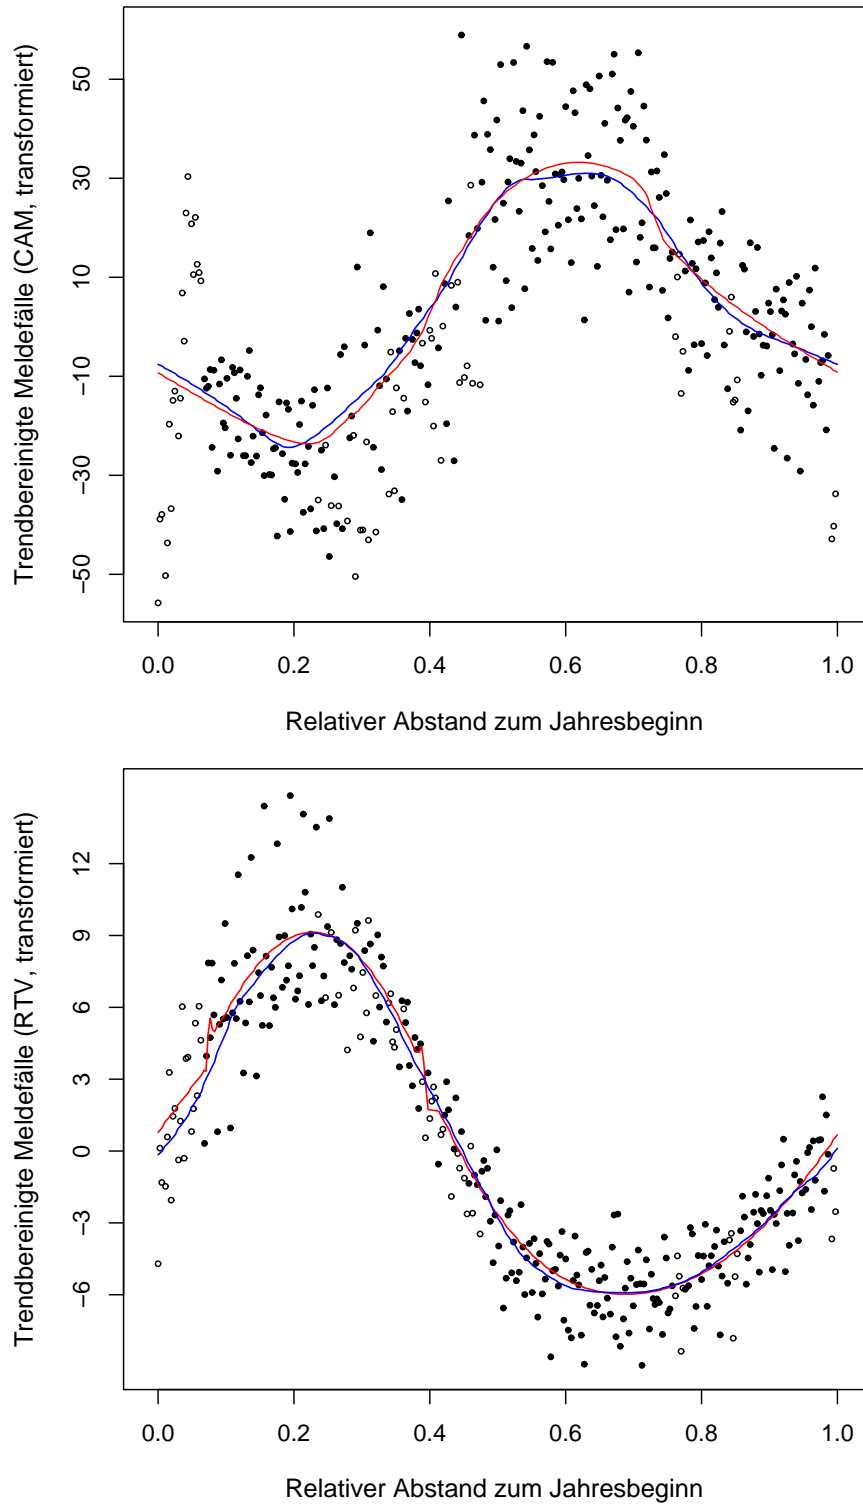 Trendbereinigte Meldefälle (CAM, transformiert)
50
30
10
−10
−30
−50
0.0 0.2 0.4 0.6 0.8 1.0
Relativer Abstand zum Jahresbeginn
Trendbereinigte Meldefälle (RTV, transformiert)
12
9
6
3
0
−3
−6
0.0 0.2 0.4 0.6 0.8 1.0
Relativer Abstand zum Jahresbeginn